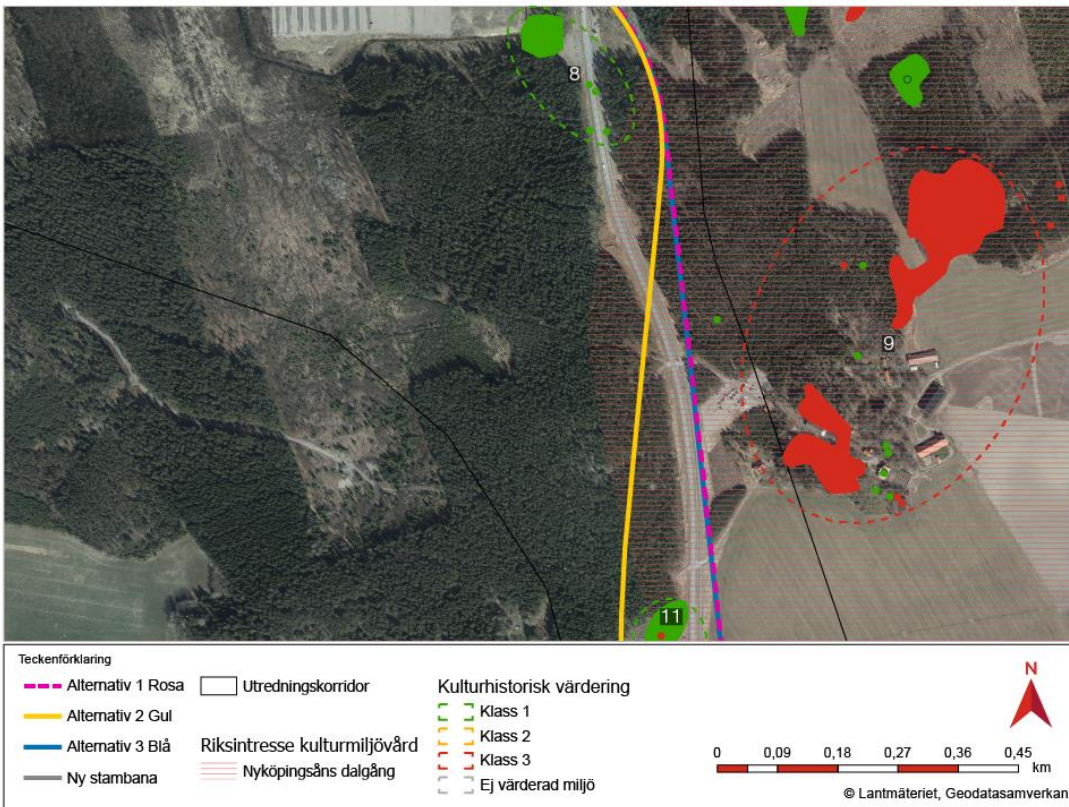 8
9
11
Teckenförklaring
Alternativ 1 Rosa
Alternativ 2 Gul
Alternativ 3 Blå
Ny stambana
Utredningskorridor
Riksintresse kulturmiljövård
Nyköpingsåns dalgång
Kulturhistorisk värdering
Klass 1
Klass 2
Klass 3
Ej värderad miljö
N
0 0,09 0,18 0,27 0,36 0,45
km
© Lantmäteriet, Geodatasamverkan